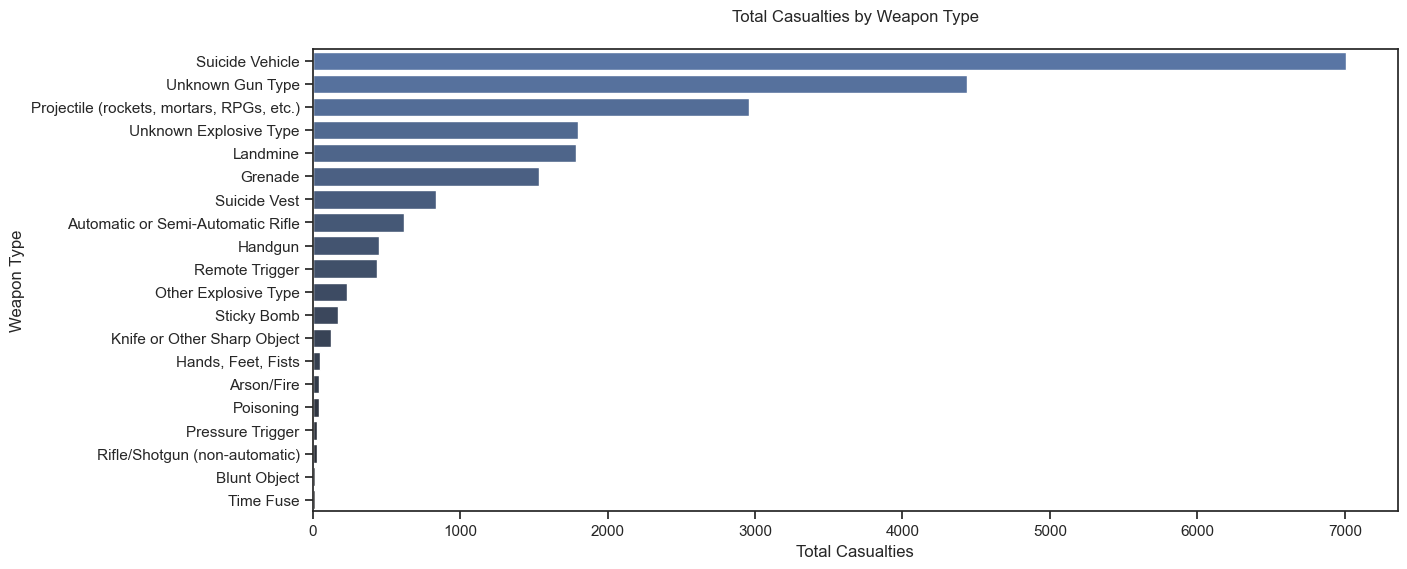 Total Casualties by Weapon Type
Weapon Type
Suicide Vehicle
Unknown Gun Type
Projectile (rockets, mortars, RPGs, etc.)
Unknown Explosive Type
Landmine
Grenade
Suicide Vest
Automatic or Semi-Automatic Rifle
Handgun
Remote Trigger
Other Explosive Type
Sticky Bomb
Knife or Other Sharp Object
Hands, Feet, Fists
Arson/Fire
Poisoning
Pressure Trigger
Rifle/Shotgun (non-automatic)
Blunt Object
Time Fuse
0 1000 2000 3000 4000 5000 6000 7000
Total Casualties